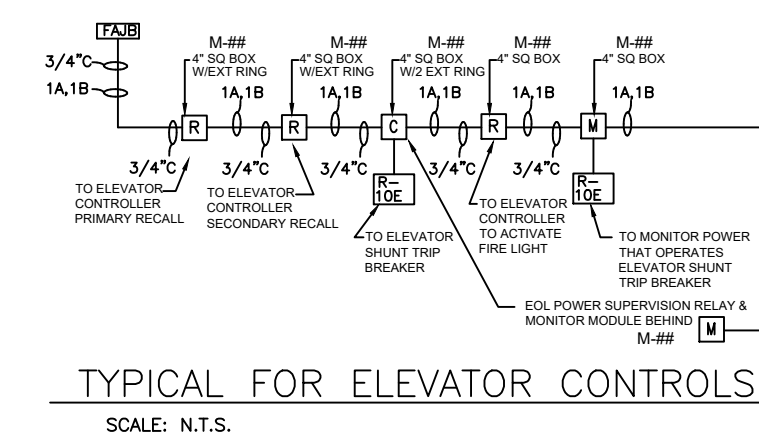 FAJB
3/4"C
1A,1B
M-##
4" SQ BOX
W/EXT RING
M-##
4" SQ BOX
W/EXT RING
M-##
4" SQ BOX
W/2 EXT RING
M-##
4" SQ BOX
M-##
4" SQ BOX
1A,1B
1A,1B
1A,1B
1A,1B
1A,1B
R
R
C
R
M
3/4"C
3/4"C
3/4"C
3/4"C
3/4"C
TO ELEVATOR
CONTROLLER
PRIMARY RECALL
TO ELEVATOR
CONTROLLER
SECONDARY RECALL
R-
10E
TO ELEVATOR
SHUNT TRIP
BREAKER
TO ELEVATOR
CONTROLLER
TO ACTIVATE
FIRE LIGHT
R-
10E
TO MONITOR POWER
THAT OPERATES
ELEVATOR SHUNT
TRIP BREAKER
EOL POWER SUPERVISION RELAY &
MONITOR MODULE BEHIND
M
M-##
TYPICAL FOR ELEVATOR CONTROLS
SCALE: N.T.S.